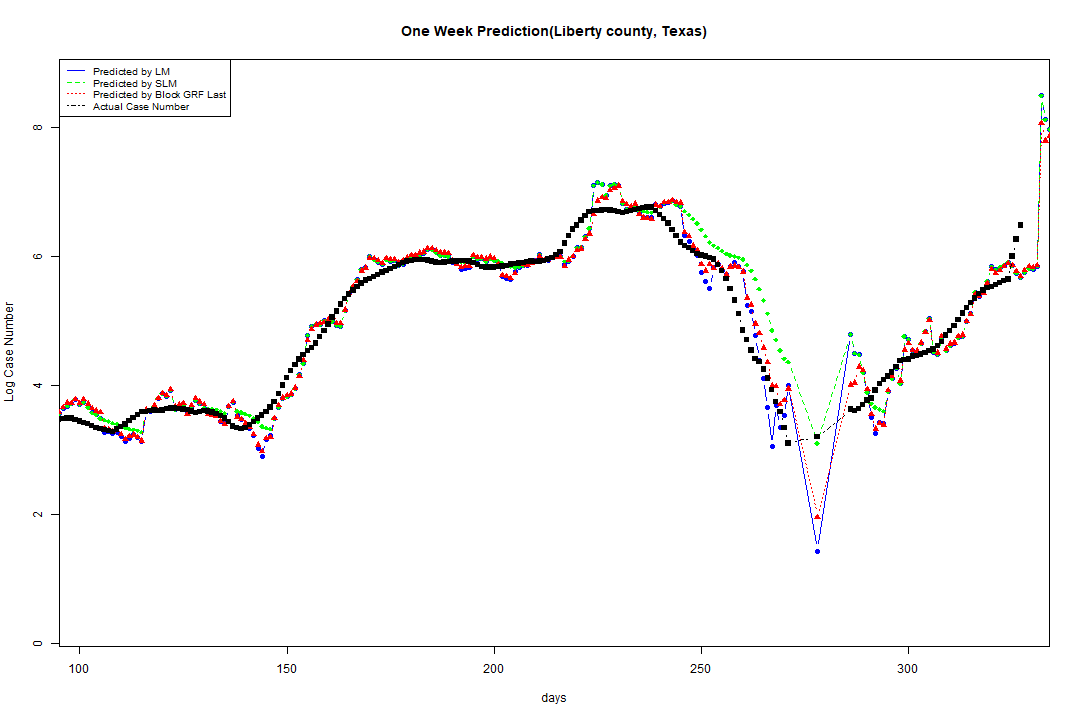 One Week Prediction(Liberty county, Texas)
Predicted by LM
Predicted by SLM
Predicted by Block GRF Last
Actual Case Number
Log Case Number
8
6
4
2
0
100 150 200 250 300
days